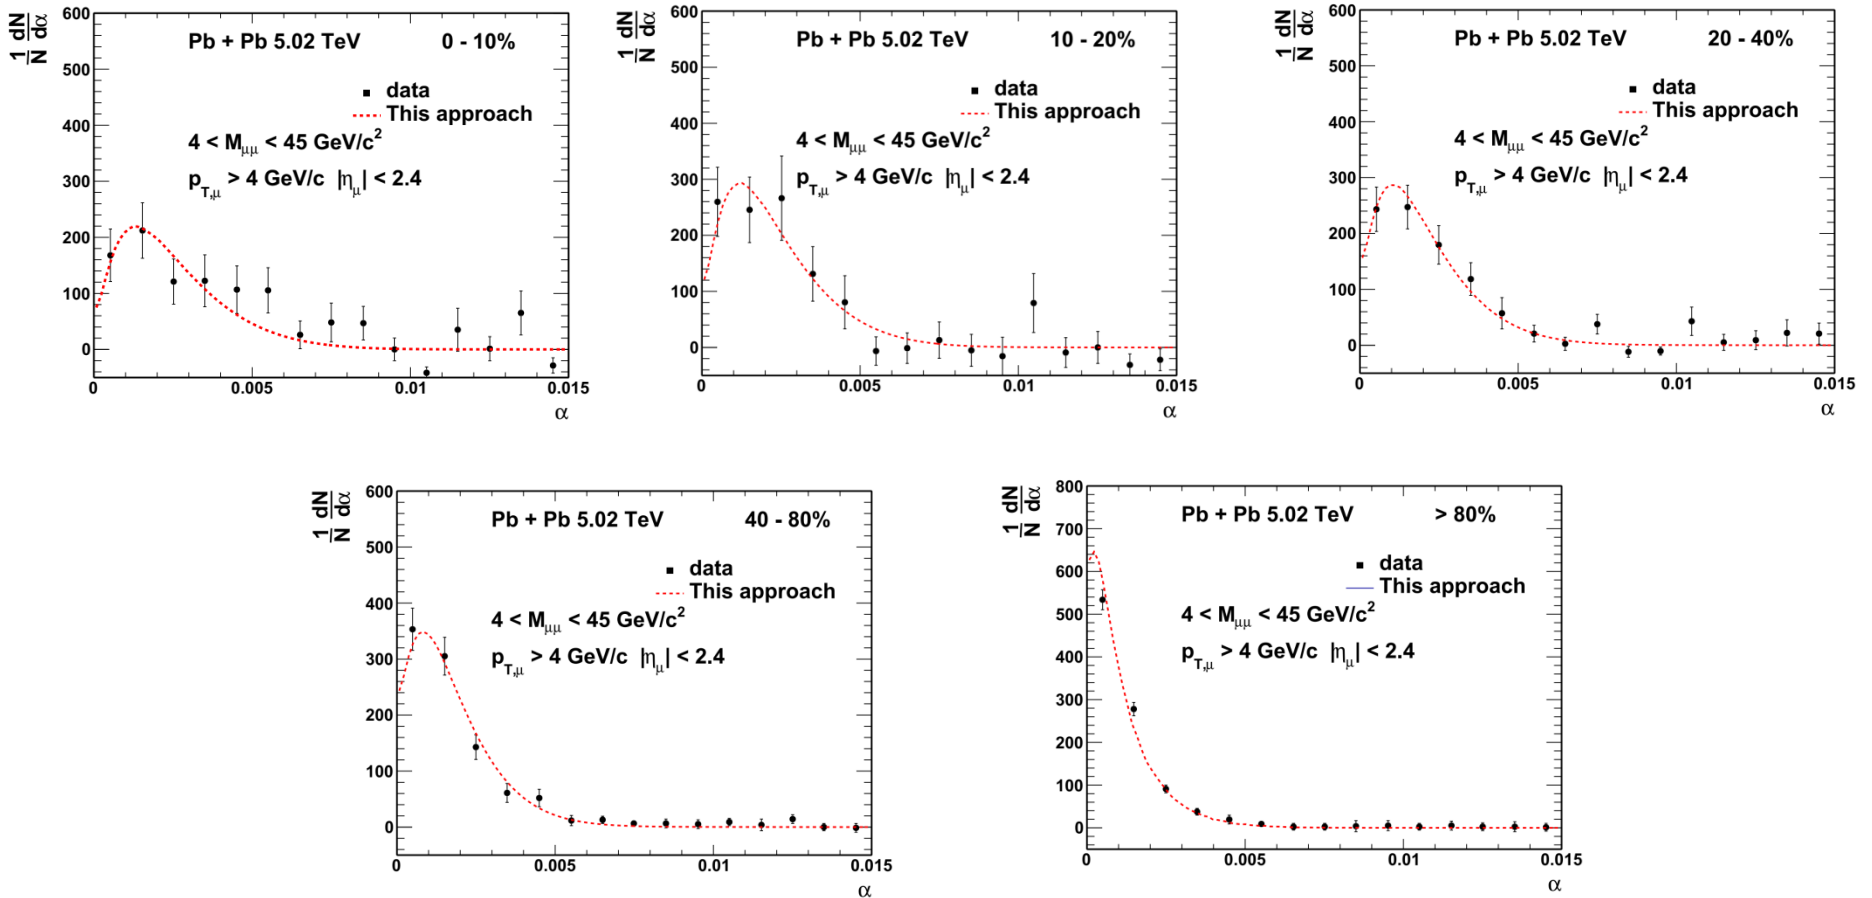 1/N dN/dα
Pb + Pb 5.02 TeV 0 - 10%
data
This approach
4 < Mμμ < 45 GeV/c²
pT,μ > 4 GeV/c |ημ| < 2.4
600
500
400
300
200
100
0
0 0.005 0.01 0.015
α
1/N dN/dα
Pb + Pb 5.02 TeV 10 - 20%
data
This approach
4 < Mμμ < 45 GeV/c²
pT,μ > 4 GeV/c |ημ| < 2.4
600
500
400
300
200
100
0
0 0.005 0.01 0.015
α
1/N dN/dα
Pb + Pb 5.02 TeV 20 - 40%
data
This approach
4 < Mμμ < 45 GeV/c²
pT,μ > 4 GeV/c |ημ| < 2.4
600
500
400
300
200
100
0
0 0.005 0.01 0.015
α
1/N dN/dα
Pb + Pb 5.02 TeV 40 - 80%
data
This approach
4 < Mμμ < 45 GeV/c²
pT,μ > 4 GeV/c |ημ| < 2.4
600
500
400
300
200
100
0
0 0.005 0.01 0.015
α
1/N dN/dα
Pb + Pb 5.02 TeV > 80%
data
This approach
4 < Mμμ < 45 GeV/c²
pT,μ > 4 GeV/c |ημ| < 2.4
800
700
600
500
400
300
200
100
0
0 0.005 0.01 0.015
α